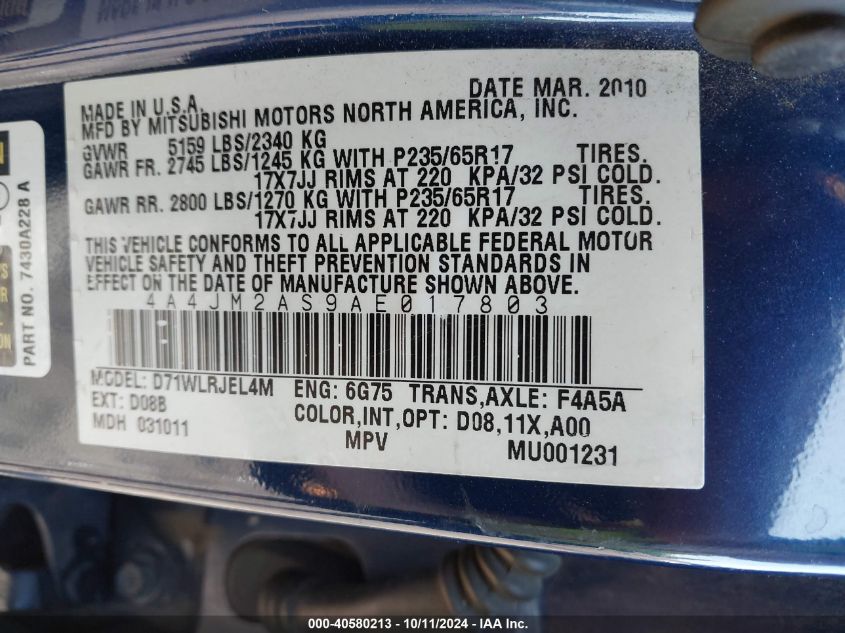 DATE MAR. 2010
MADE IN U.S.A.
MFD BY MITSUBISHI MOTORS NORTH AMERICA, INC.
GVWR 5159 LBS/2340 KG
GAWR FR. 2745 LBS/1245 KG WITH P235/65R17 TIRES.
17X7JJ RIMS AT 220 KPA/32 PSI COLD.
GAWR RR. 2800 LBS/1270 KG WITH P235/65R17 TIRES.
17X7JJ RIMS AT 220 KPA/32 PSI COLD.
THIS VEHICLE CONFORMS TO ALL APPLICABLE FEDERAL MOTOR
VEHICLE SAFETY AND THEFT PREVENTION STANDARDS IN
EFFECT ON THE DATE OF MANUFACTURE SHOWN ABOVE.
4A4JM2AS9AE017803
MODEL: D71WLRJEL4M ENG: 6G75 TRANS,AXLE: F4A5A
EXT: D08B COLOR,INT,OPT: D08,11X,A00
MDH 031011 MPV MU001231
PART NO. 7430A228 A
000-40580213 - 10/11/2024 - IAA Inc.